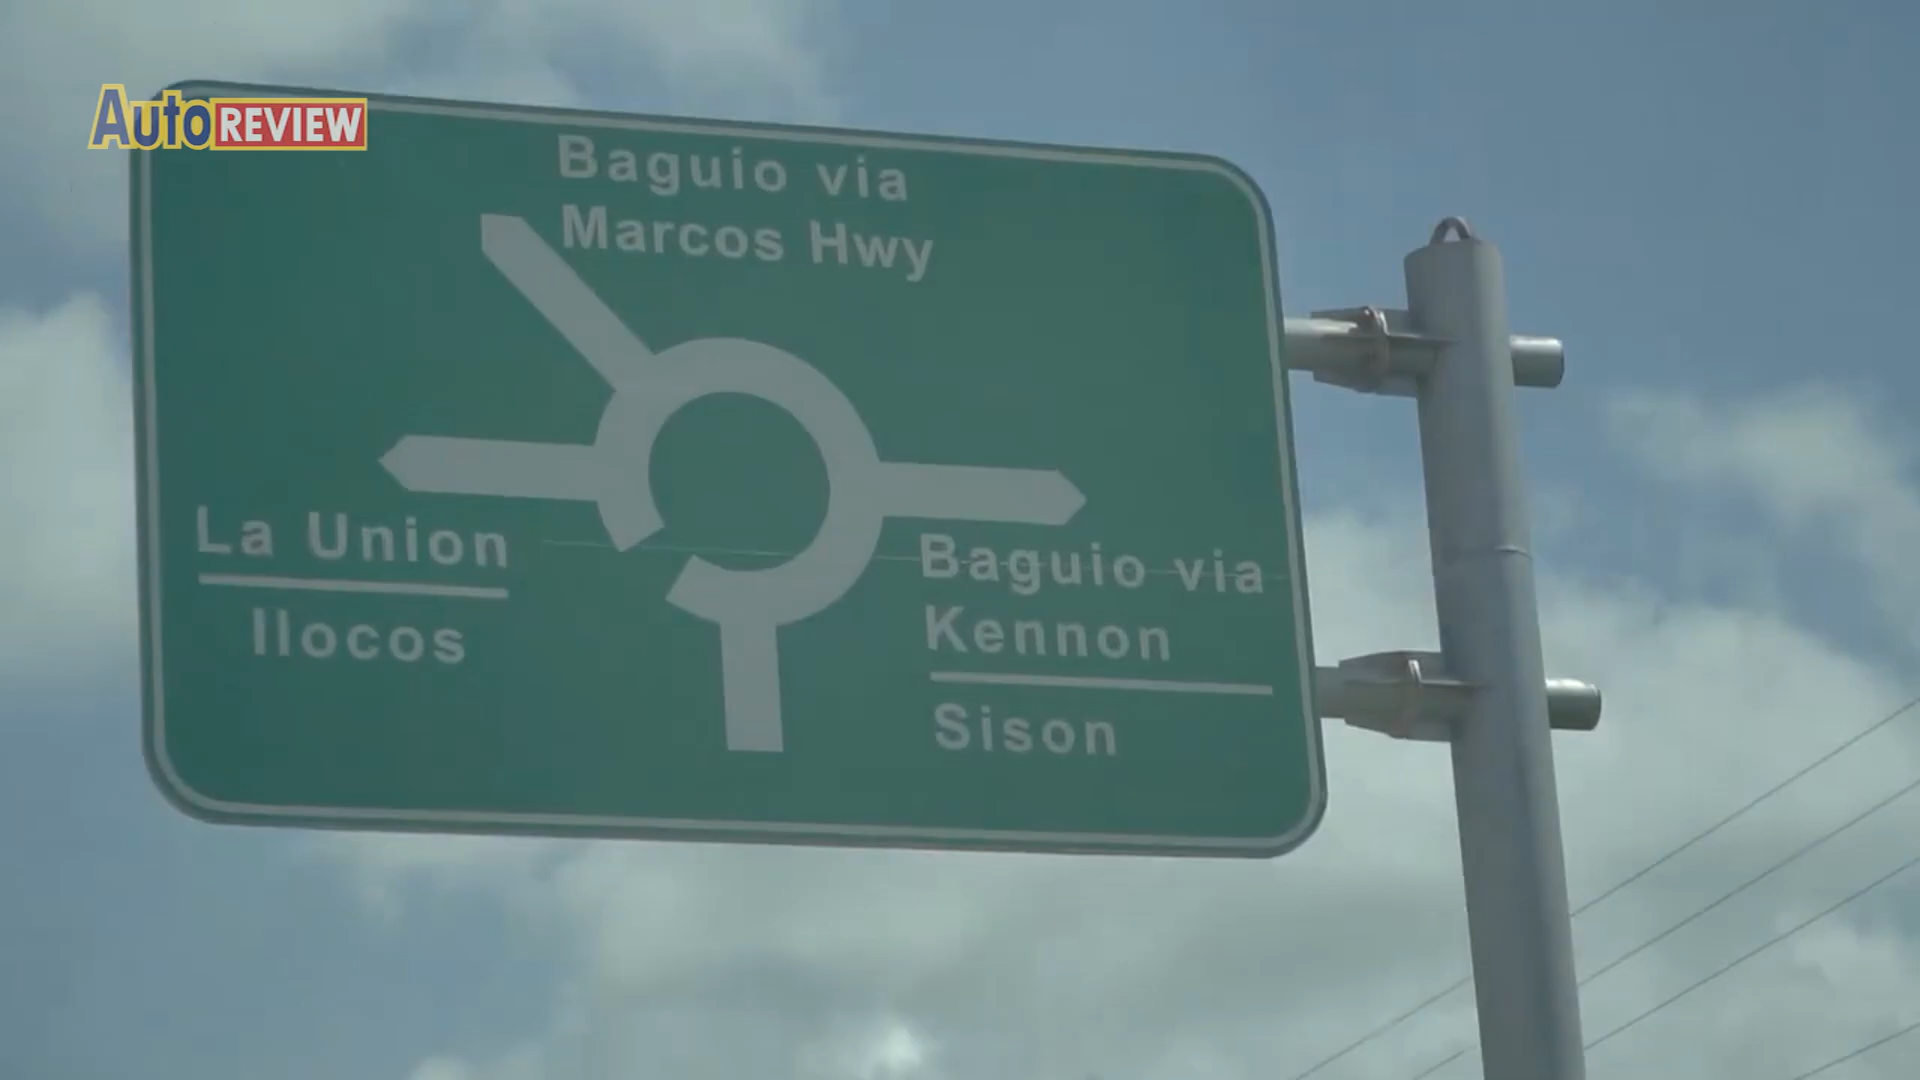 AutoREVIEW
Baguio via
Marcos Hwy
La Union
Ilocos
Baguio via
Kennon
Sison